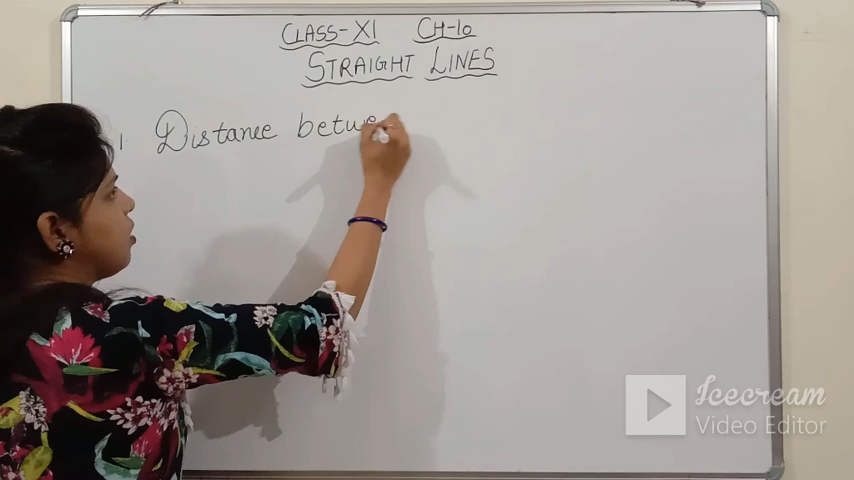 CLASS-XI CH-10
STRAIGHT LINES
1 Distance betwe
Icecream
Video Editor